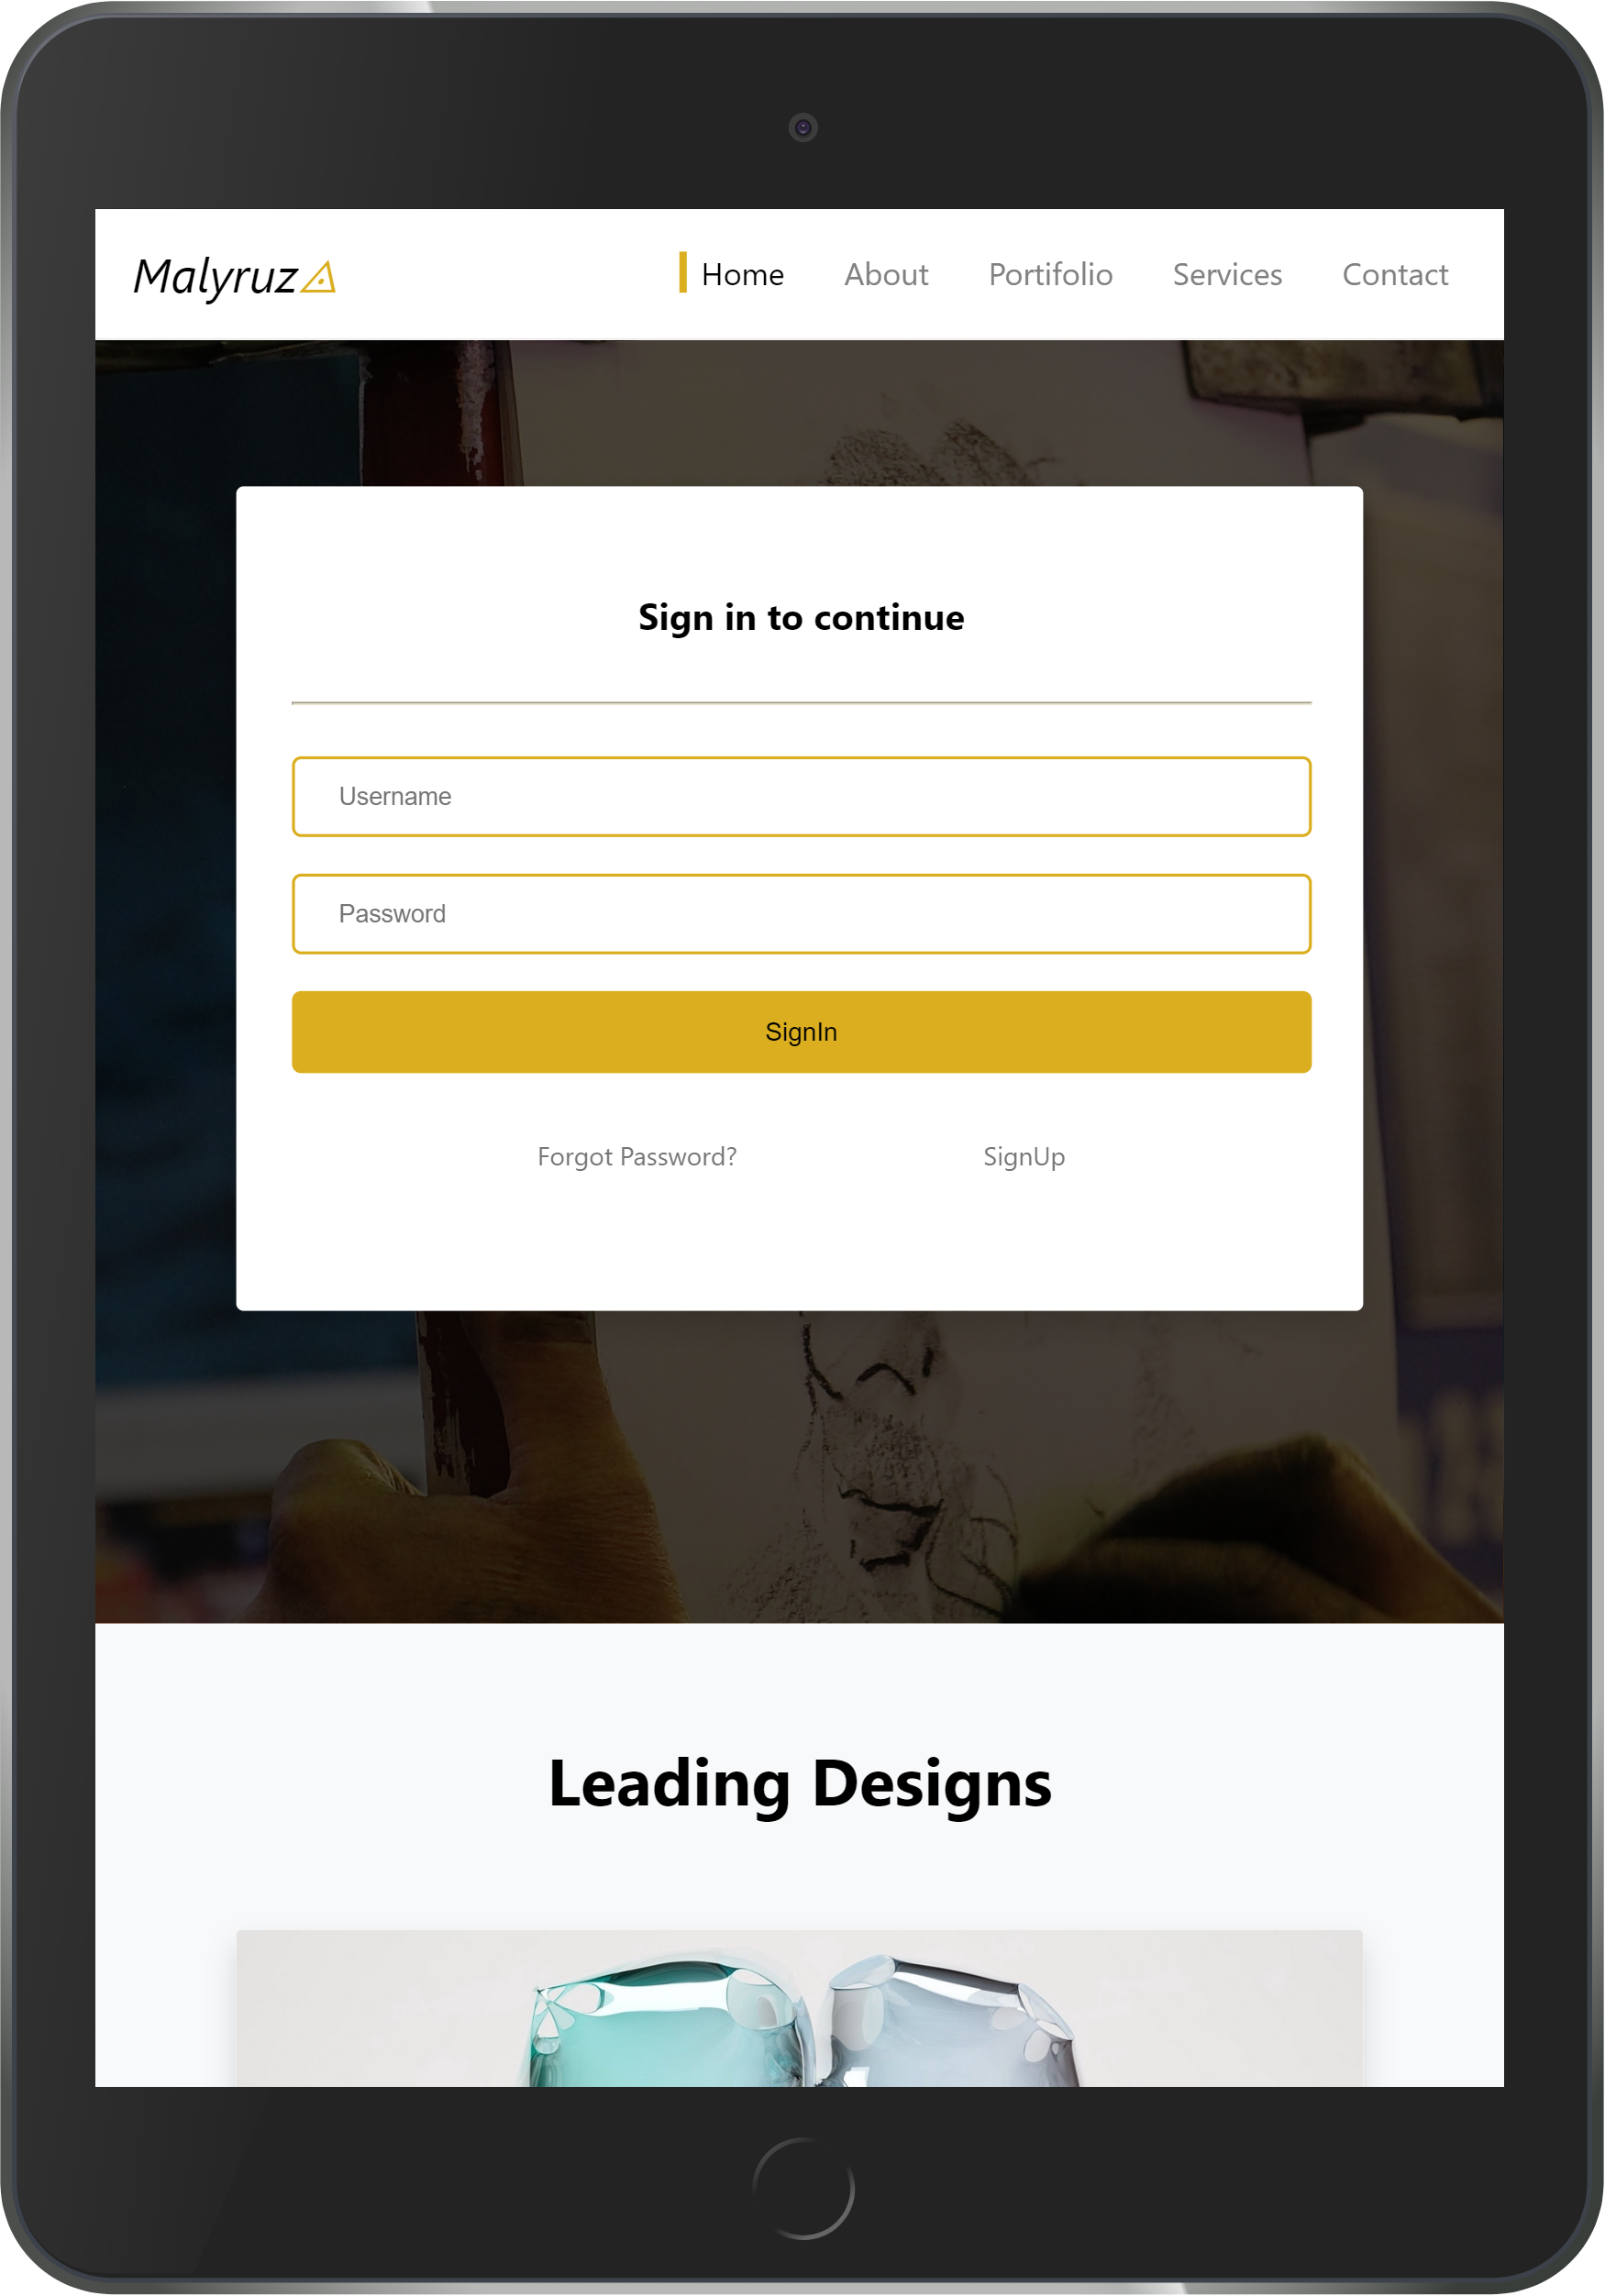 Malyruz
Home About Portifolio Services Contact
Sign in to continue
Username
Password
SignIn
Forgot Password? SignUp
Leading Designs